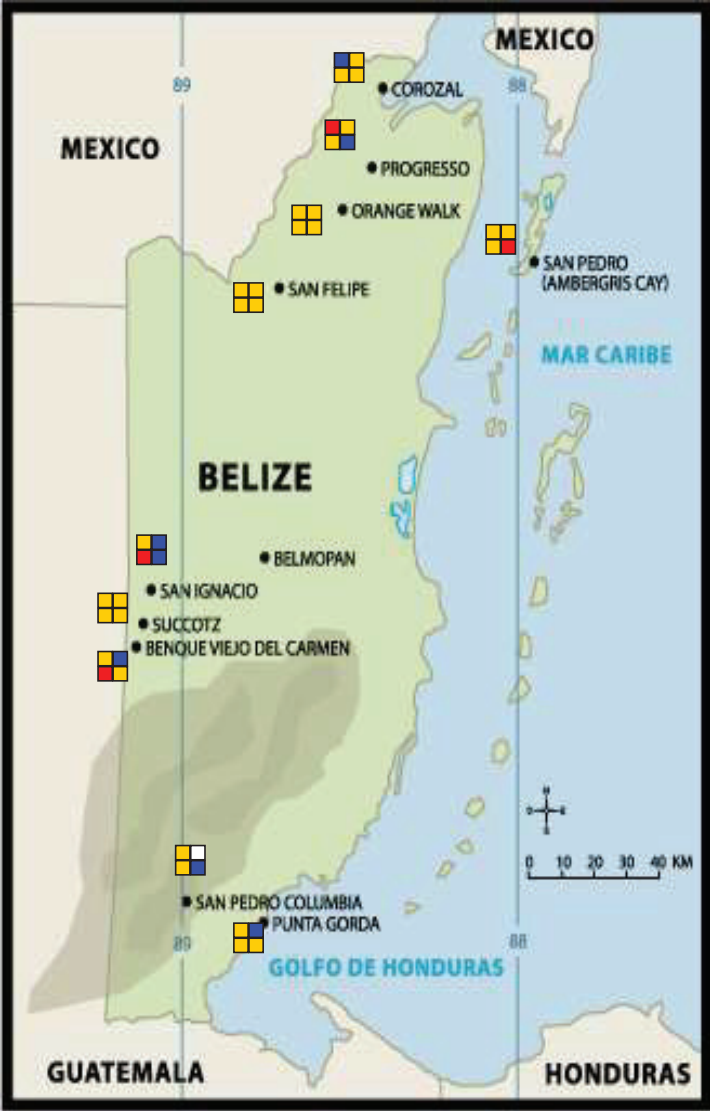 MEXICO
89
88
COROZAL
MEXICO
PROGRESSO
ORANGE WALK
SAN PEDRO
(AMBERGRIS CAY)
SAN FELIPE
MAR CARIBE
BELIZE
BELMOPAN
SAN IGNACIO
SUCCOTZ
BENQUE VIEJO DEL CARMEN
N
O E
S
0 10 20 30 40 KM
SAN PEDRO COLUMBIA
PUNTA GORDA
89
88
GOLFO DE HONDURAS
GUATEMALA
HONDURAS